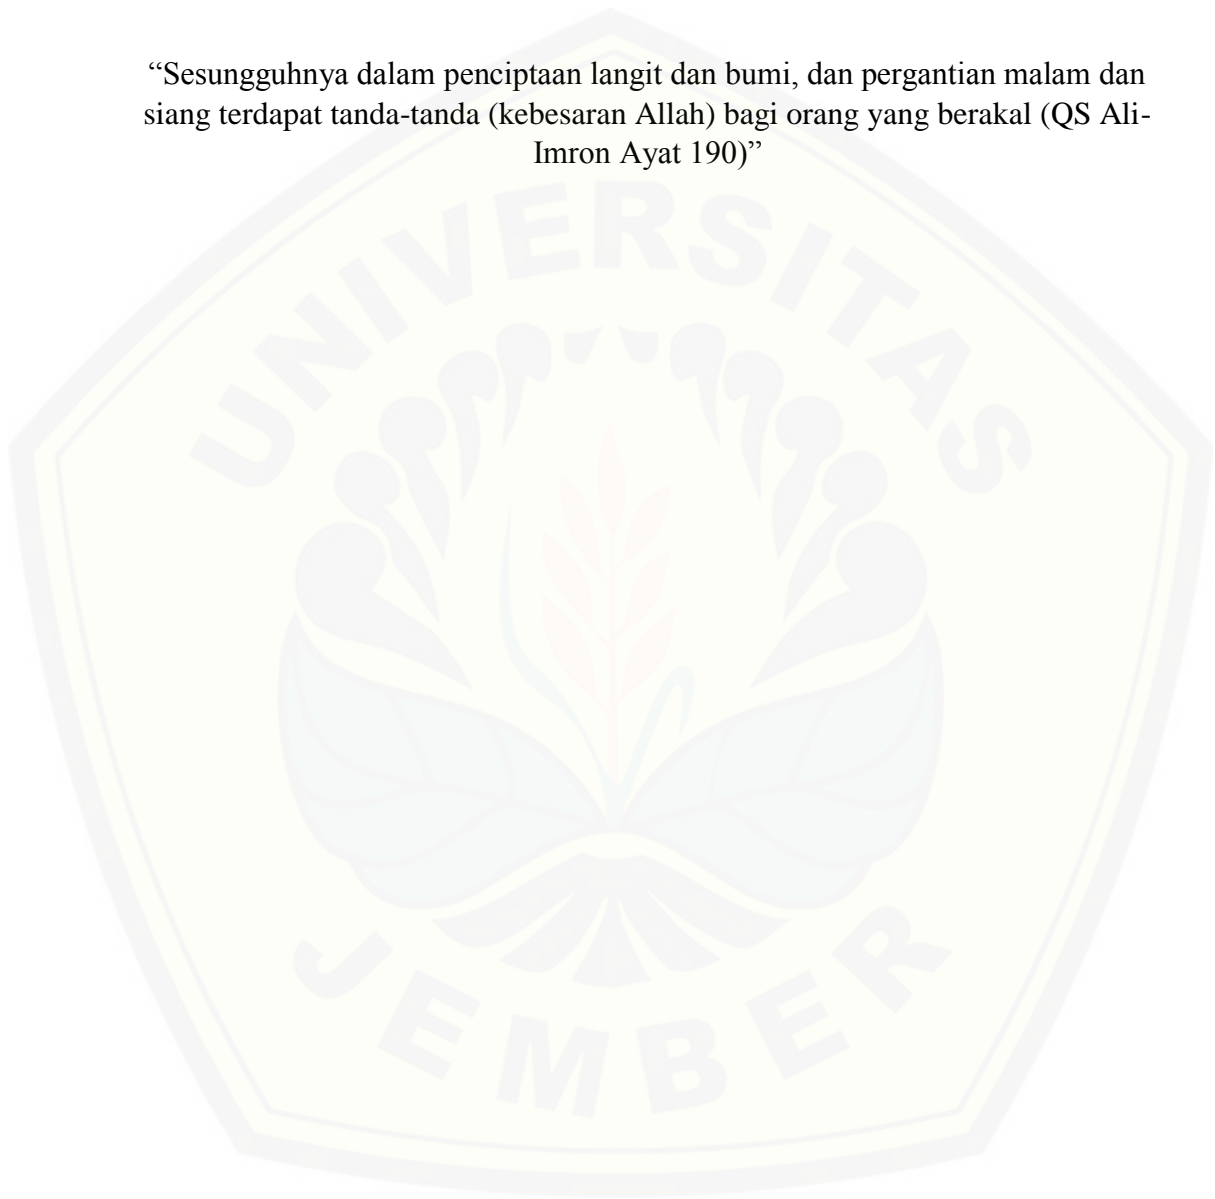 “Sesungguhnya dalam penciptaan langit dan bumi, dan pergantian malam dan
siang terdapat tanda-tanda (kebesaran Allah) bagi orang yang berakal (QS Ali-
Imron Ayat 190)”
UNIVERSITAS
JEMBER